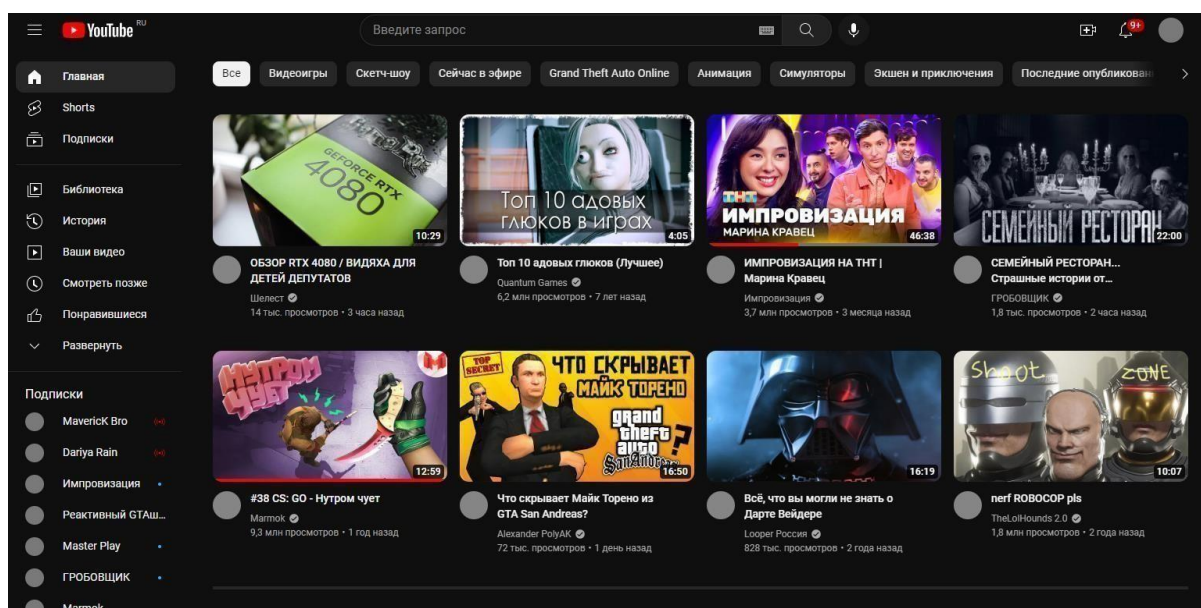 YouTube RU
Введите запрос
9+
Главная
Shorts
Подписки
Библиотека
История
Ваши видео
Смотреть позже
Понравившиеся
Развернуть
Подписки
MavericK Bro
Dariya Rain
Импровизация
Реактивный GTAш...
Master Play
ГРОБОВЩИК
Marmok
Все
Видеоигры
Скетч-шоу
Сейчас в эфире
Grand Theft Auto Online
Анимация
Симуляторы
Экшен и приключения
Последние опубликован
GEFORCE RTX
4080
10:29
ОБЗОР RTX 4080 / ВИДЯХА ДЛЯ
ДЕТЕЙ ДЕПУТАТОВ
Шелест
14 тыс. просмотров • 3 часа назад
Топ 10 адовых
глюков в играх
4:05
Топ 10 адовых глюков (Лучшее)
Quantum Games
6,2 млн просмотров • 7 лет назад
ТНТ
ИМПРОВИЗАЦИЯ
МАРИНА КРАВЕЦ
46:38
ИМПРОВИЗАЦИЯ НА ТНТ |
Марина Кравец
Импровизация
3,7 млн просмотров • 3 месяца назад
СЕМЕЙНЫЙ РЕСТОРАН
22:00
СЕМЕЙНЫЙ РЕСТОРАН...
Страшные истории от...
ГРОБОВЩИК
1,8 тыс. просмотров • 2 часа назад
НУТРОМ
ЧУЕТ
12:59
#38 CS: GO - Нутром чует
Marmok
9,3 млн просмотров • 1 год назад
TOP
SECRET
ЧТО СКРЫВАЕТ
МАЙК ТОРЕНО
grand
theft
auto
SanAndreas
?
16:50
Что скрывает Майк Торено из
GTA San Andreas?
Alexander PolyAK
72 тыс. просмотров • 1 день назад
16:19
Всё, что вы могли не знать о
Дарте Вейдере
Looper Россия
828 тыс. просмотров • 2 года назад
Shoot
ZONE
10:07
nerf ROBOCOP pls
TheLolHounds 2.0
1,8 млн просмотров • 2 года назад